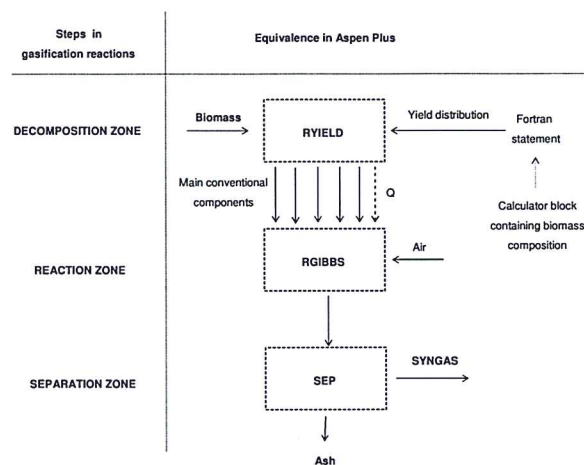 Steps in
gasification reactions
Equivalence in Aspen Plus
DECOMPOSITION ZONE
Biomass
RYIELD
Yield distribution
Fortran
statement
Main conventional
components
Q
Calculator block
containing biomass
composition
REACTION ZONE
RGIBBS
Air
SEPARATION ZONE
SEP
SYNGAS
Ash